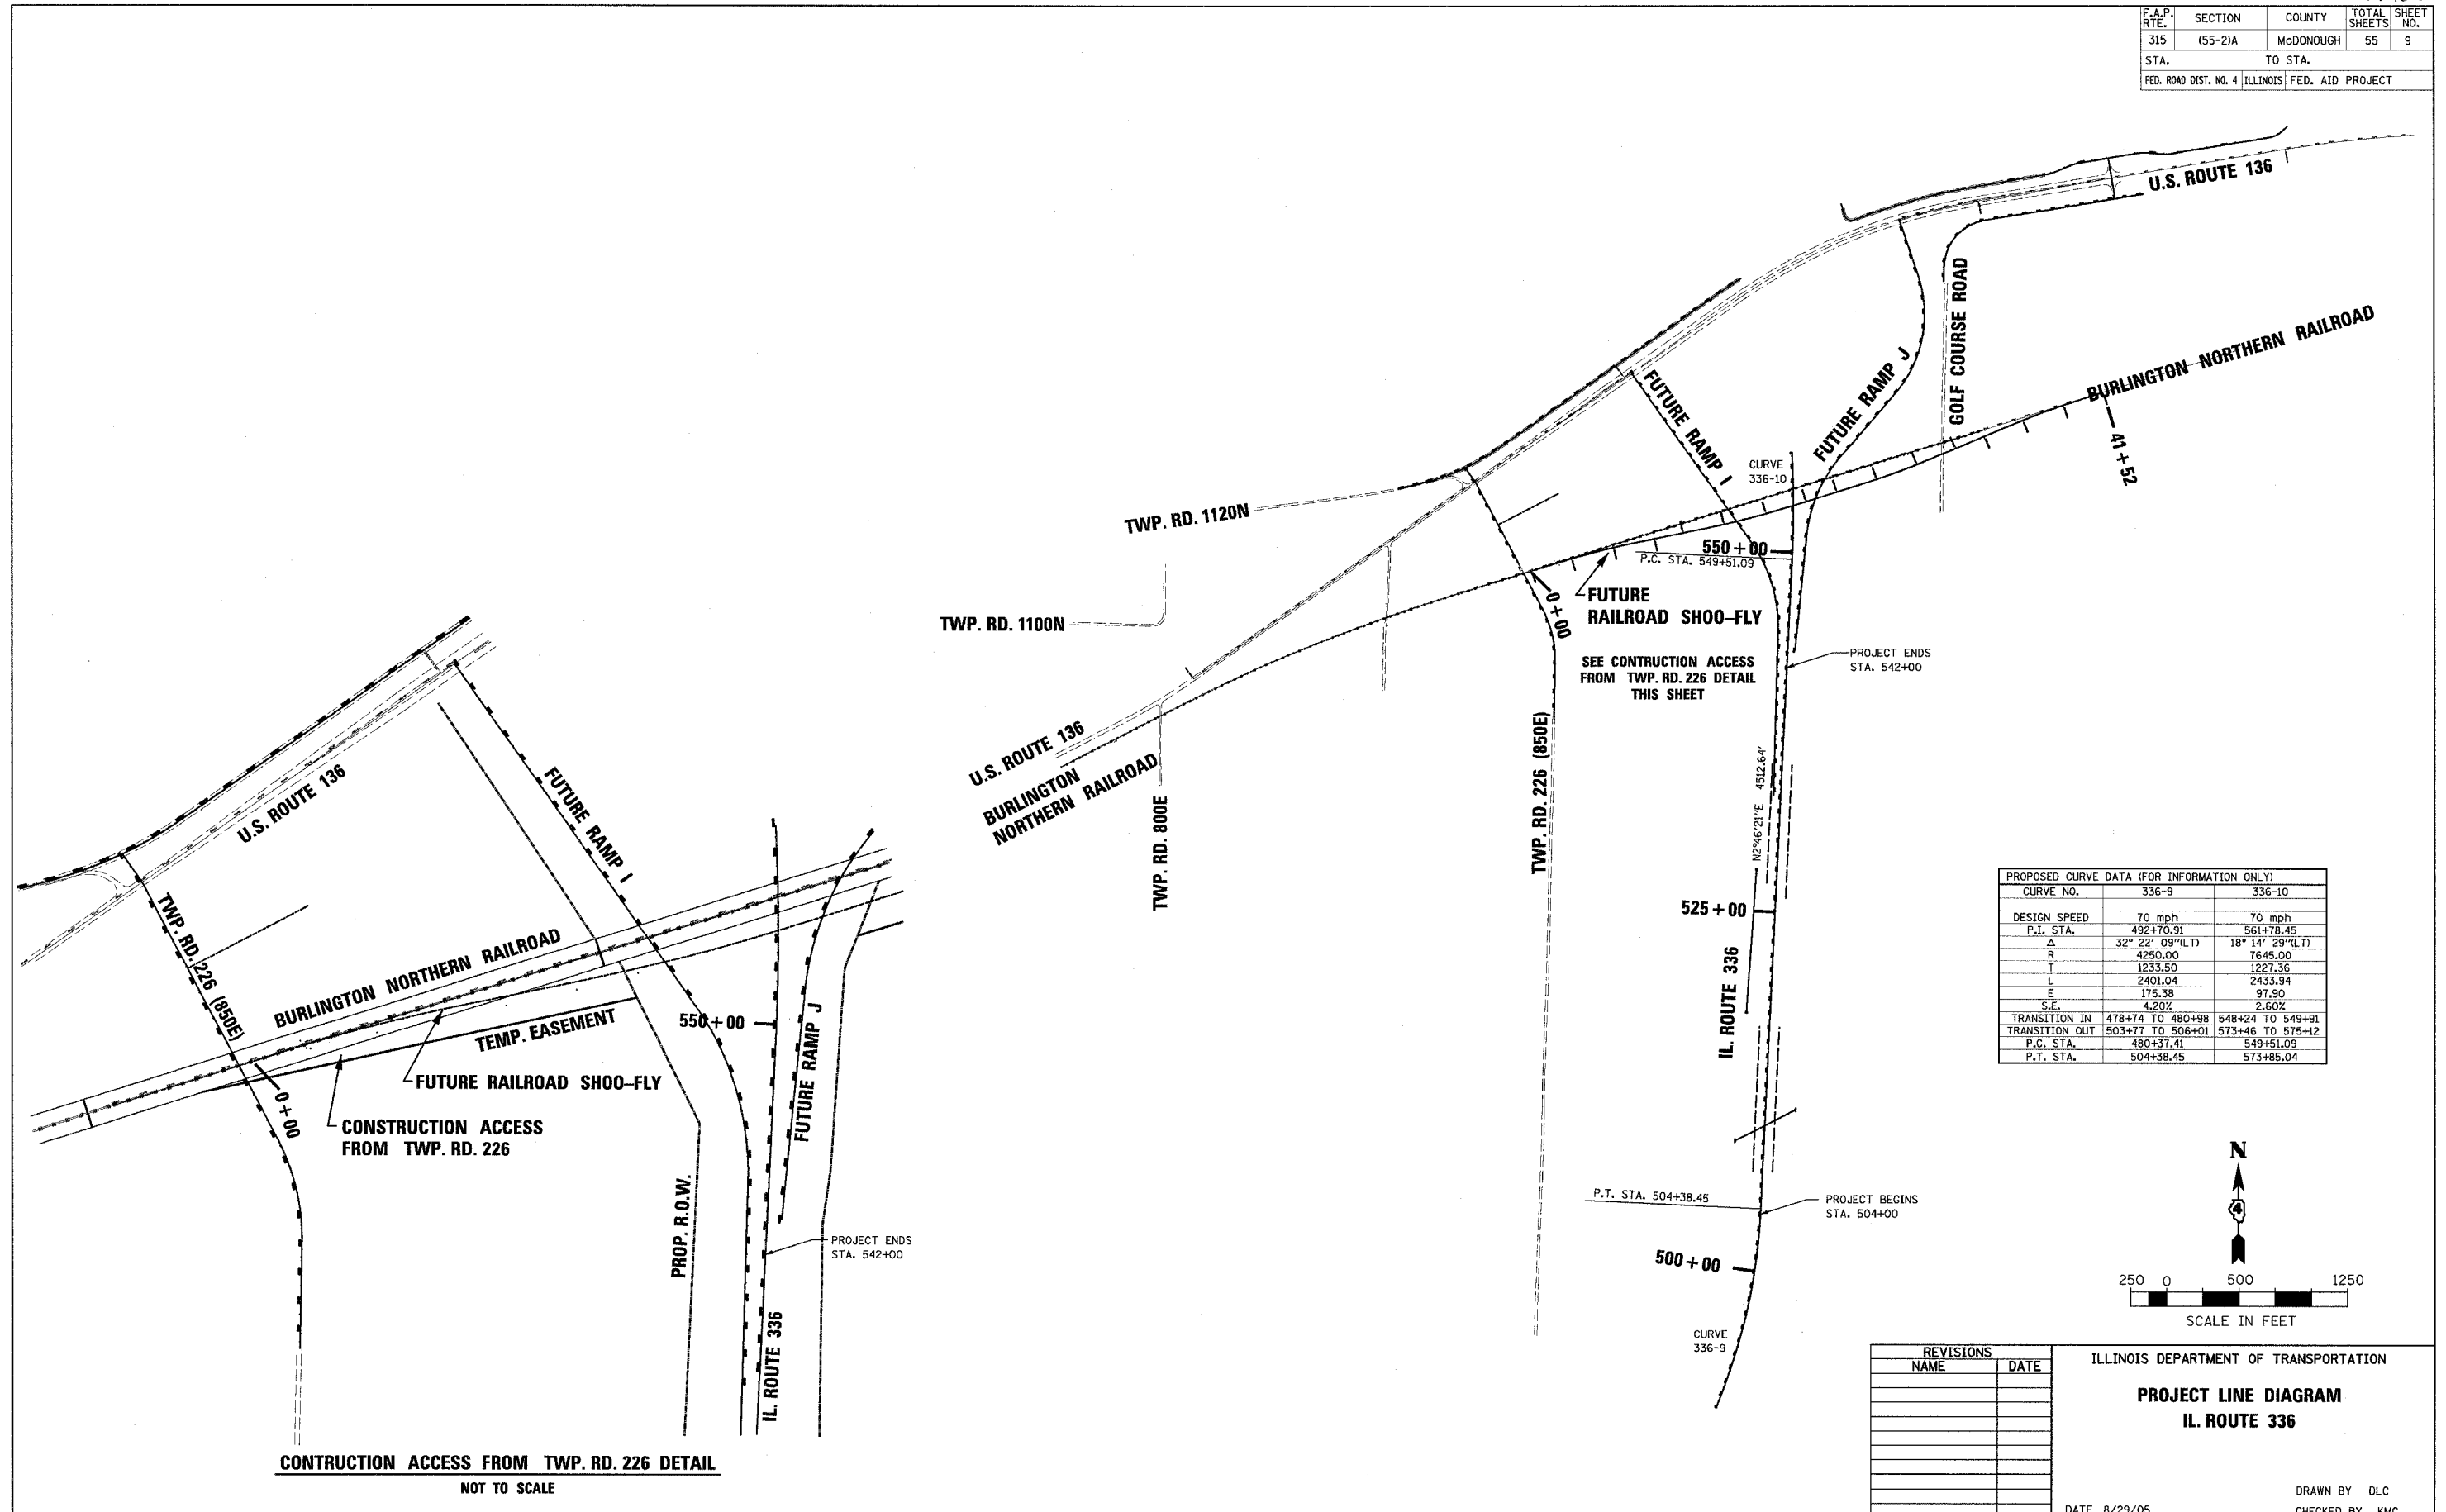 F.A.P. RTE. SECTION COUNTY TOTAL SHEETS SHEET NO.
315 (55-2)A McDONOUGH 55 9
STA. TO STA.
FED. ROAD DIST. NO. 4 ILLINOIS FED. AID PROJECT
U.S. ROUTE 136
GOLF COURSE ROAD
BURLINGTON NORTHERN RAILROAD
41+52
FUTURE RAMP J
FUTURE RAMP I
CURVE
336-10
TWP. RD. 1120N
550+00
P.C. STA. 549+51.09
0+00
FUTURE
RAILROAD SHOO-FLY
TWP. RD. 1100N
SEE CONTRUCTION ACCESS
FROM TWP. RD. 226 DETAIL
THIS SHEET
PROJECT ENDS
STA. 542+00
U.S. ROUTE 136
BURLINGTON
NORTHERN RAILROAD
TWP. RD. 800E
TWP. RD. 226 (850E)
N2°46'21"E 4512.64'
525+00
IL. ROUTE 336
P.T. STA. 504+38.45
PROJECT BEGINS
STA. 504+00
500+00
CURVE
336-9
U.S. ROUTE 136
FUTURE RAMP I
TWP. RD. 226 (850E)
BURLINGTON NORTHERN RAILROAD
TEMP. EASEMENT
550+00
FUTURE RAMP J
FUTURE RAILROAD SHOO-FLY
0+00
CONSTRUCTION ACCESS
FROM TWP. RD. 226
PROP. R.O.W.
PROJECT ENDS
STA. 542+00
IL. ROUTE 336
CONTRUCTION ACCESS FROM TWP. RD. 226 DETAIL
NOT TO SCALE
PROPOSED CURVE DATA (FOR INFORMATION ONLY)
CURVE NO. 336-9 336-10
DESIGN SPEED 70 mph 70 mph
P.I. STA. 492+70.91 561+78.45
Δ 32° 22' 09"(LT) 18° 14' 29"(LT)
R 4250.00 7645.00
T 1233.50 1227.36
L 2401.04 2433.94
E 175.38 97.90
S.E. 4.20% 2.60%
TRANSITION IN 478+74 TO 480+98 548+24 TO 549+91
TRANSITION OUT 503+77 TO 506+01 573+46 TO 575+12
P.C. STA. 480+37.41 549+51.09
P.T. STA. 504+38.45 573+85.04
N
4
250 0 500 1250
SCALE IN FEET
REVISIONS
NAME DATE
ILLINOIS DEPARTMENT OF TRANSPORTATION
PROJECT LINE DIAGRAM
IL. ROUTE 336
DRAWN BY DLC
DATE 8/29/05 CHECKED BY KMC